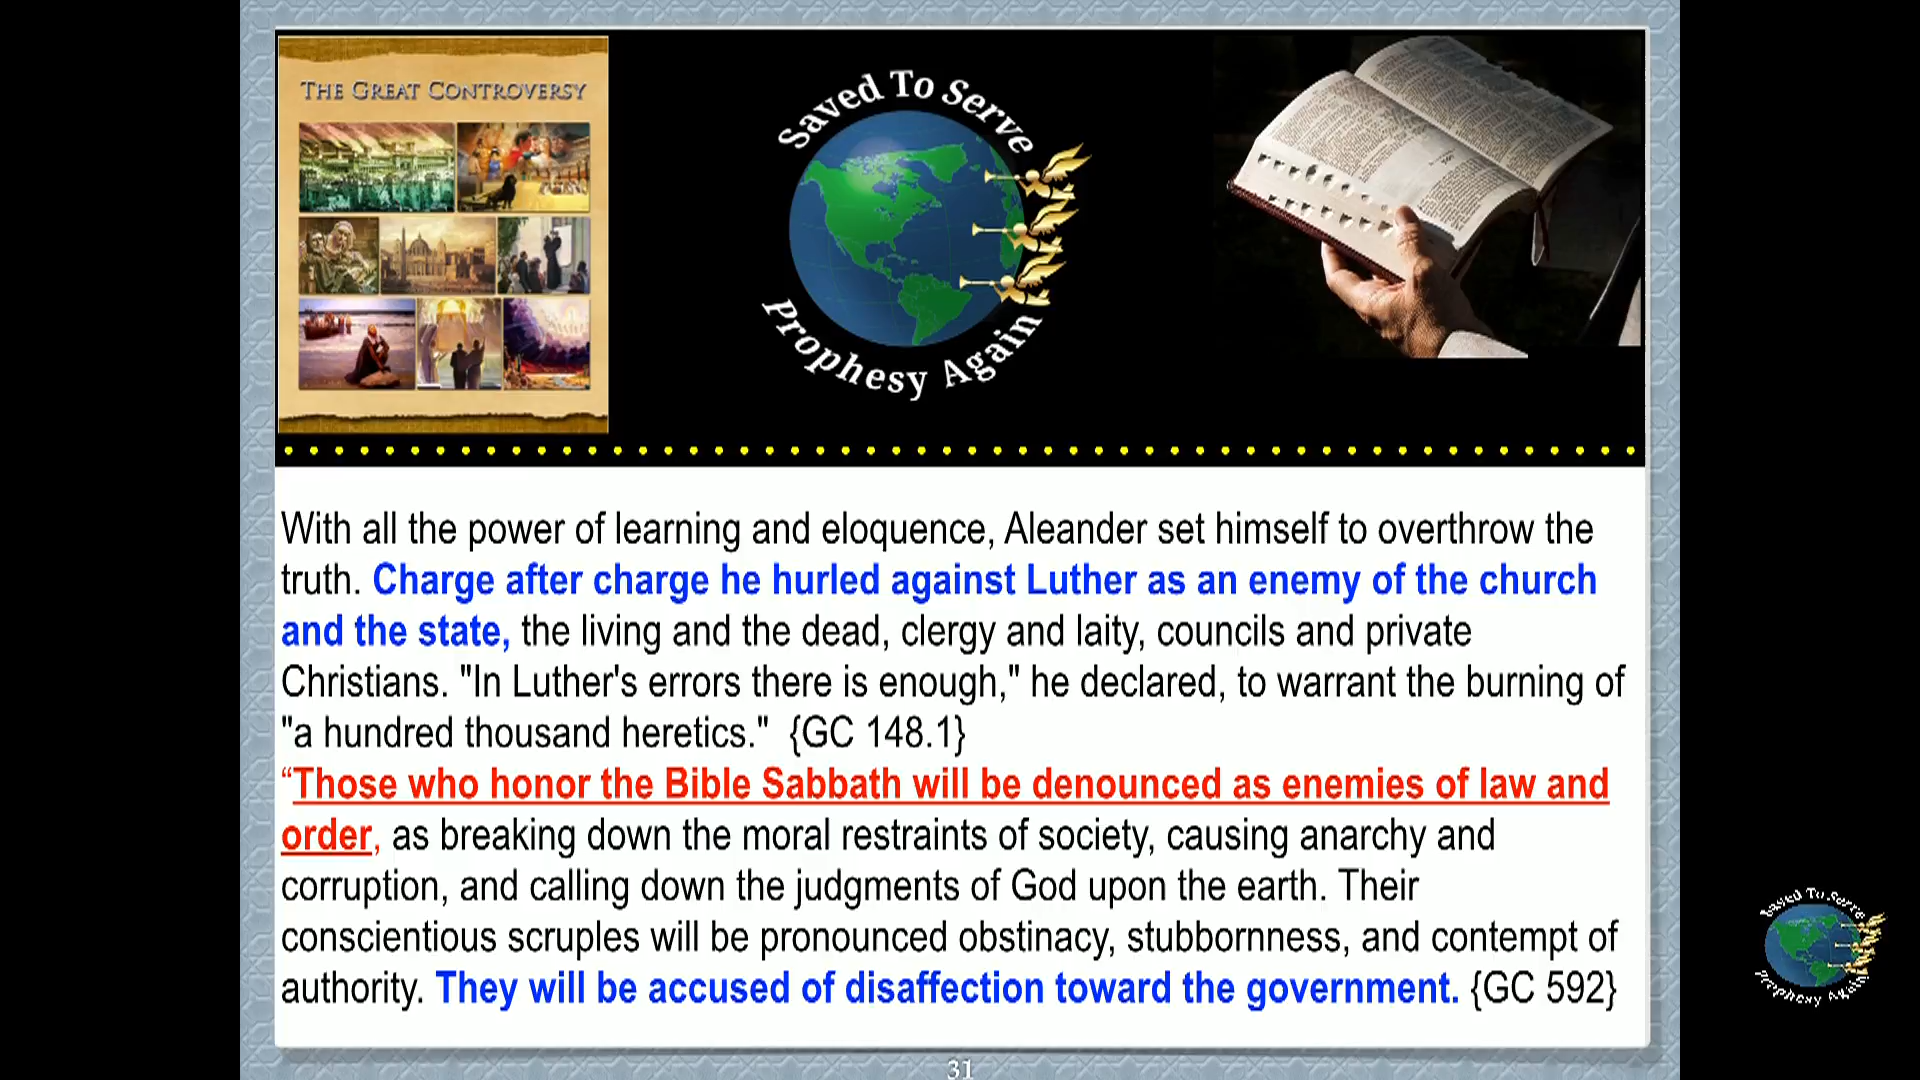 THE GREAT CONTROVERSY
Saved To Serve
Prophesy Again
With all the power of learning and eloquence, Aleander set himself to overthrow the
truth. Charge after charge he hurled against Luther as an enemy of the church
and the state, the living and the dead, clergy and laity, councils and private
Christians. "In Luther's errors there is enough," he declared, to warrant the burning of
"a hundred thousand heretics."  {GC 148.1}
“Those who honor the Bible Sabbath will be denounced as enemies of law and
order, as breaking down the moral restraints of society, causing anarchy and
corruption, and calling down the judgments of God upon the earth. Their
conscientious scruples will be pronounced obstinacy, stubbornness, and contempt of
authority. They will be accused of disaffection toward the government. {GC 592}
31
Saved To Serve
Prophesy Again